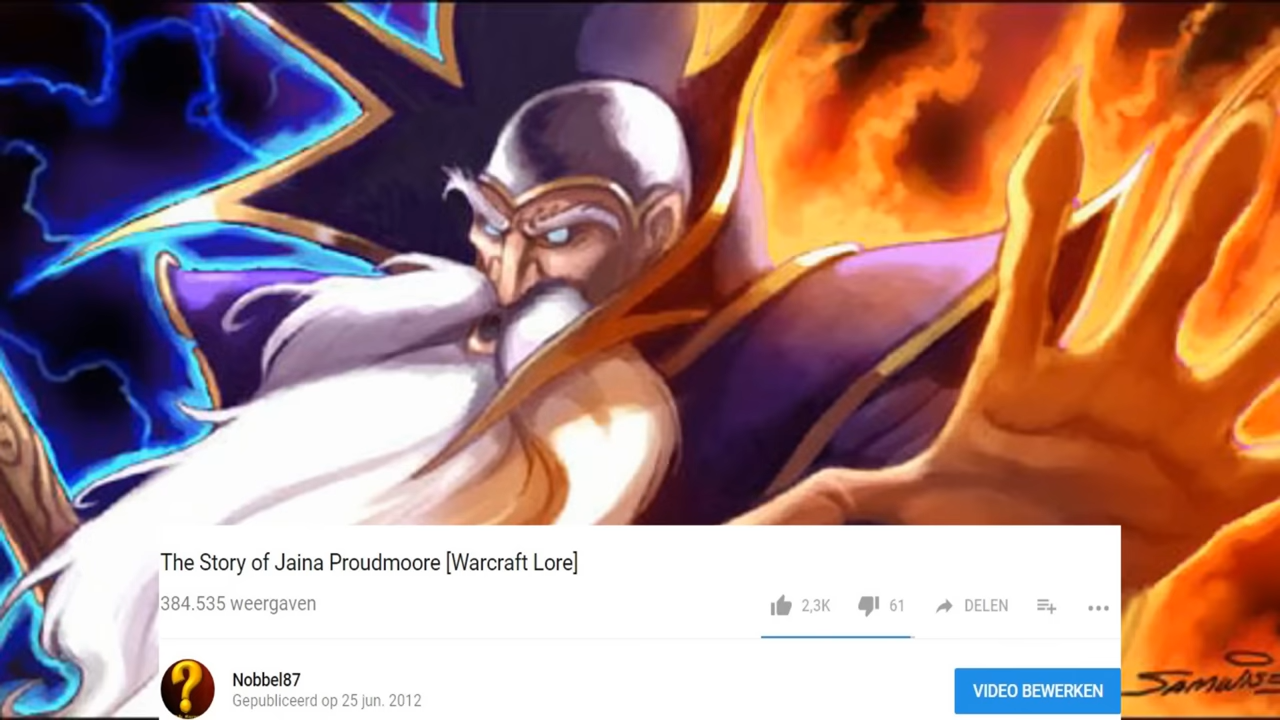 The Story of Jaina Proudmoore [Warcraft Lore]
384.535 weergaven
2,3K 61 DELEN
Nobbel87
Gepubliceerd op 25 jun. 2012
VIDEO BEWERKEN